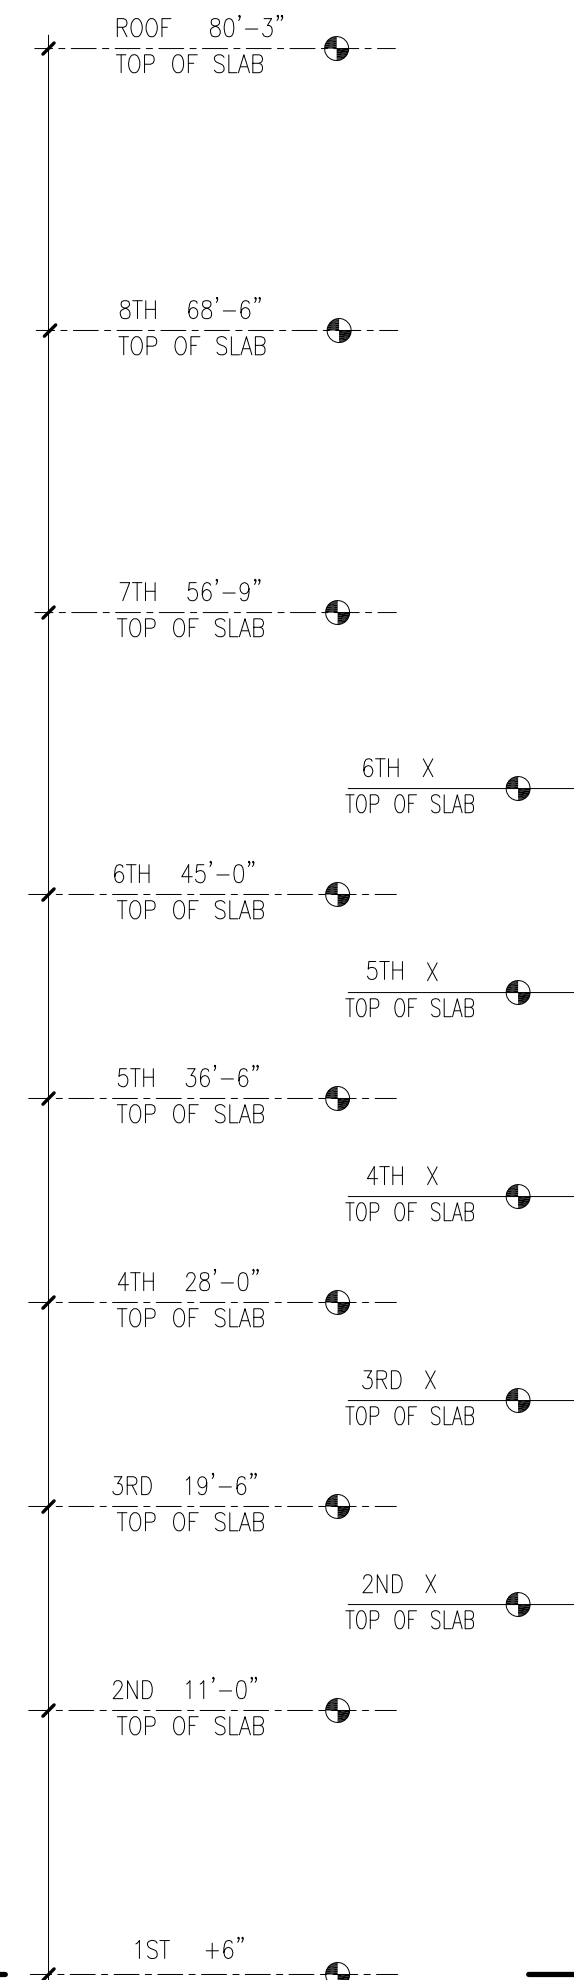 ROOF 80'-3"
TOP OF SLAB
8TH 68'-6"
TOP OF SLAB
7TH 56'-9"
TOP OF SLAB
6TH X
TOP OF SLAB
6TH 45'-0"
TOP OF SLAB
5TH X
TOP OF SLAB
5TH 36'-6"
TOP OF SLAB
4TH X
TOP OF SLAB
4TH 28'-0"
TOP OF SLAB
3RD X
TOP OF SLAB
3RD 19'-6"
TOP OF SLAB
2ND X
TOP OF SLAB
2ND 11'-0"
TOP OF SLAB
1ST +6"